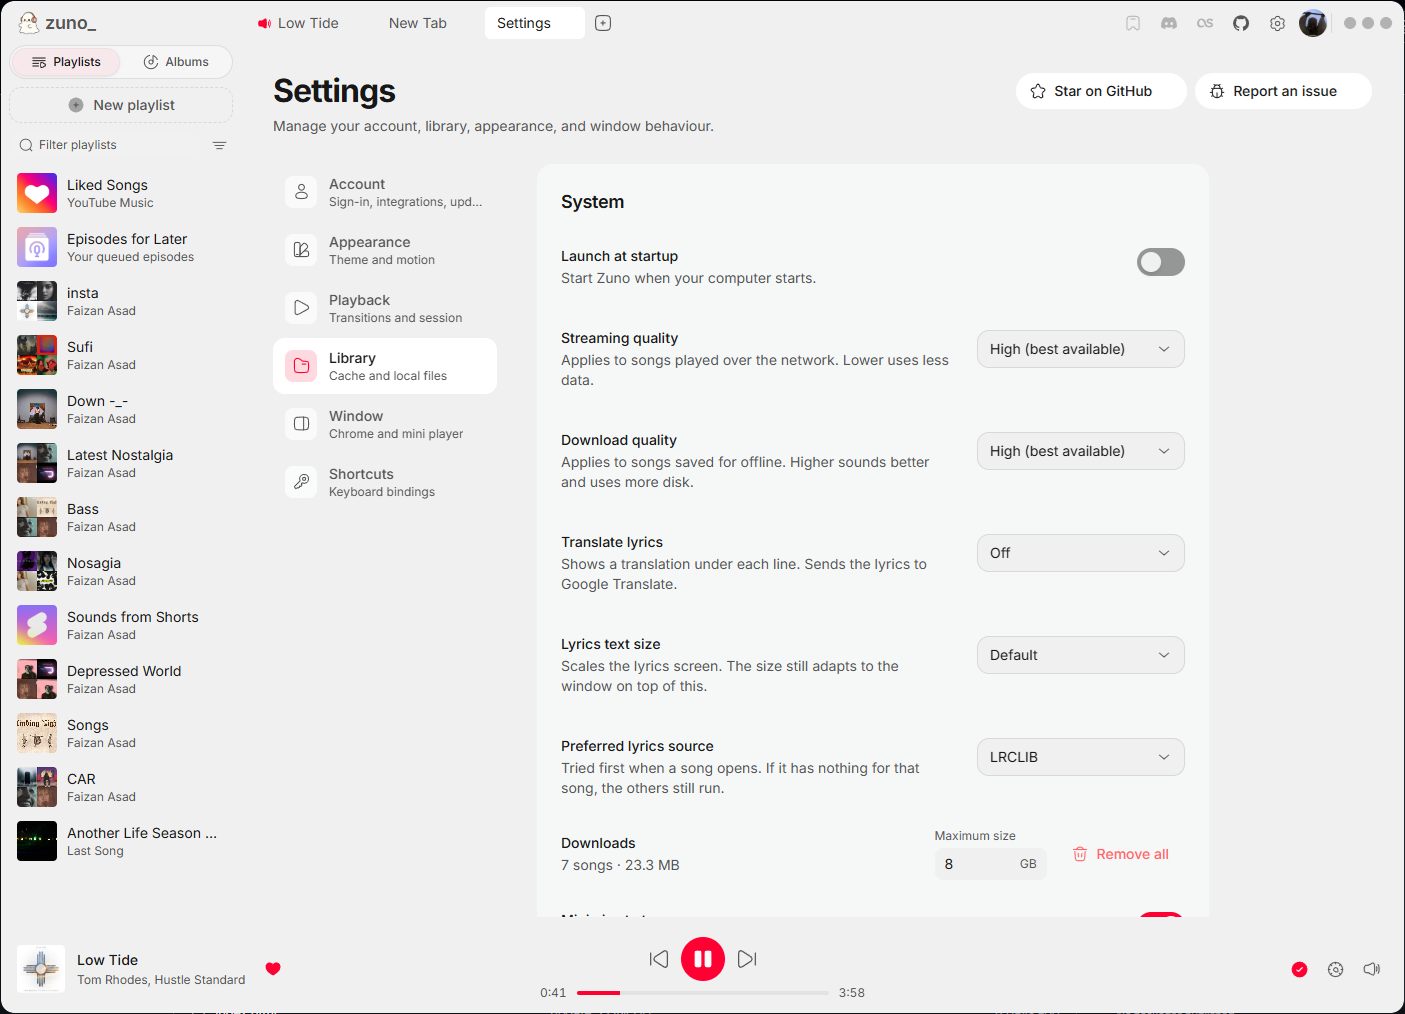 zuno_
Low Tide
New Tab
Settings
Playlists
Albums
New playlist
Filter playlists
Liked Songs
YouTube Music
Episodes for Later
Your queued episodes
insta
Faizan Asad
Sufi
Faizan Asad
Down -_-
Faizan Asad
Latest Nostalgia
Faizan Asad
Bass
Faizan Asad
Nosagia
Faizan Asad
Sounds from Shorts
Faizan Asad
Depressed World
Faizan Asad
Songs
Faizan Asad
CAR
Faizan Asad
Another Life Season ...
Last Song
Settings
Manage your account, library, appearance, and window behaviour.
Star on GitHub
Report an issue
Account
Sign-in, integrations, upd...
Appearance
Theme and motion
Playback
Transitions and session
Library
Cache and local files
Window
Chrome and mini player
Shortcuts
Keyboard bindings
System
Launch at startup
Start Zuno when your computer starts.
Streaming quality
Applies to songs played over the network. Lower uses less
data.
High (best available)
Download quality
Applies to songs saved for offline. Higher sounds better
and uses more disk.
High (best available)
Translate lyrics
Shows a translation under each line. Sends the lyrics to
Google Translate.
Off
Lyrics text size
Scales the lyrics screen. The size still adapts to the
window on top of this.
Default
Preferred lyrics source
Tried first when a song opens. If it has nothing for that
song, the others still run.
LRCLIB
Downloads
7 songs · 23.3 MB
Maximum size
8 GB
Remove all
Low Tide
Tom Rhodes, Hustle Standard
0:41
3:58